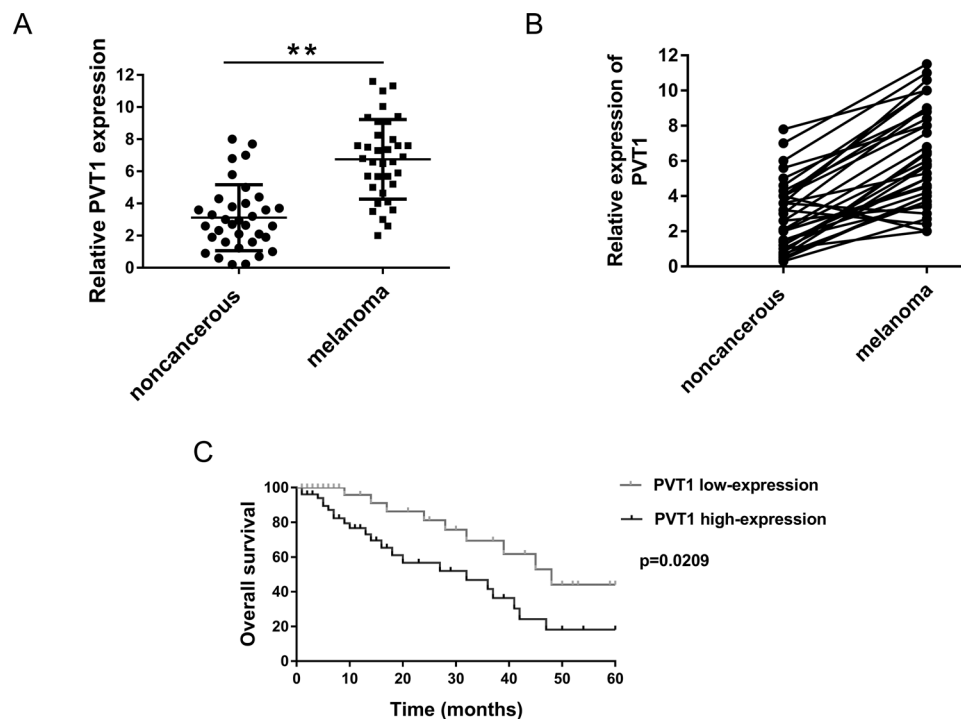 A
**
Relative PVT1 expression
12
10
8
6
4
2
0
noncancerous
melanoma
B
Relative expression of
PVT1
12
10
8
6
4
2
0
noncancerous
melanoma
C
Overall survival
100
80
60
40
20
0
0 10 20 30 40 50 60
Time (months)
PVT1 low-expression
PVT1 high-expression
p=0.0209